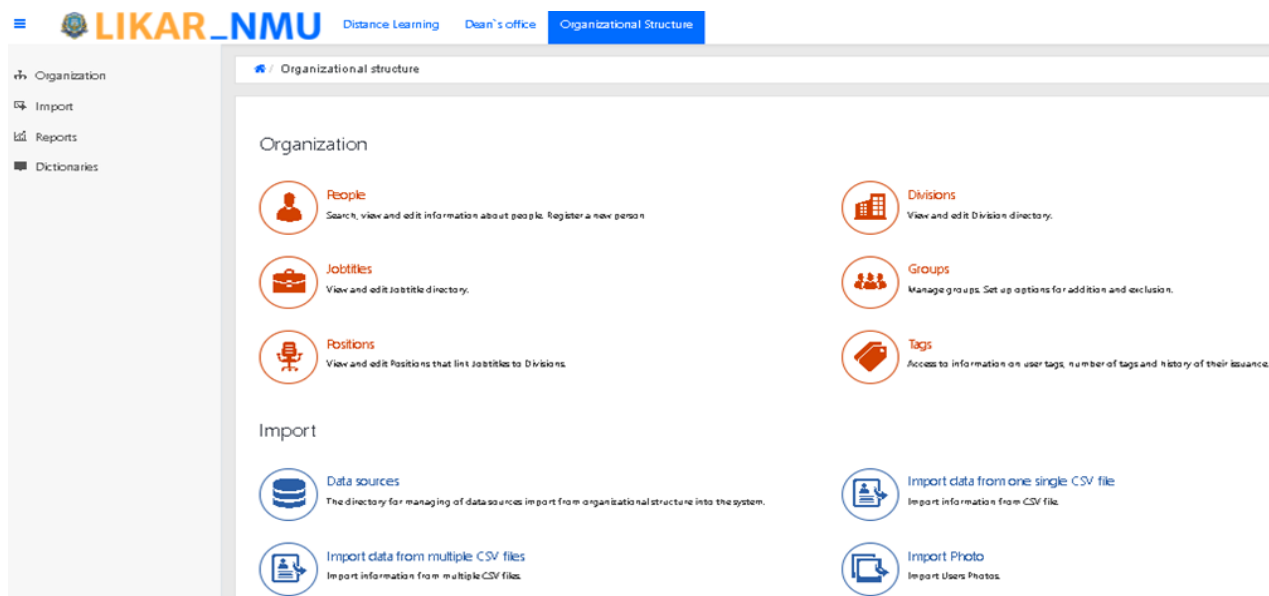 LIKAR_NMU Distance Learning Dean`s office Organizational Structure
Organization
Import
Reports
Dictionaries
/ Organizational structure
Organization
People
Search, view and edit information about people. Register a new person
Divisions
View and edit Division directory.
Jobtitles
View and edit Jobtitle directory.
Groups
Manage groups. Set up options for addition and exclusion.
Positions
View and edit Positions that link Jobtitles to Divisions.
Tags
Access to information on user tags, number of tags and history of their issuance.
Import
Data sources
The directory for managing of data sources import from organizational structure into the system.
Import data from one single CSV file
Import information from CSV file.
Import data from multiple CSV files
Import information from multiple CSV files.
Import Photo
Import Users Photos.